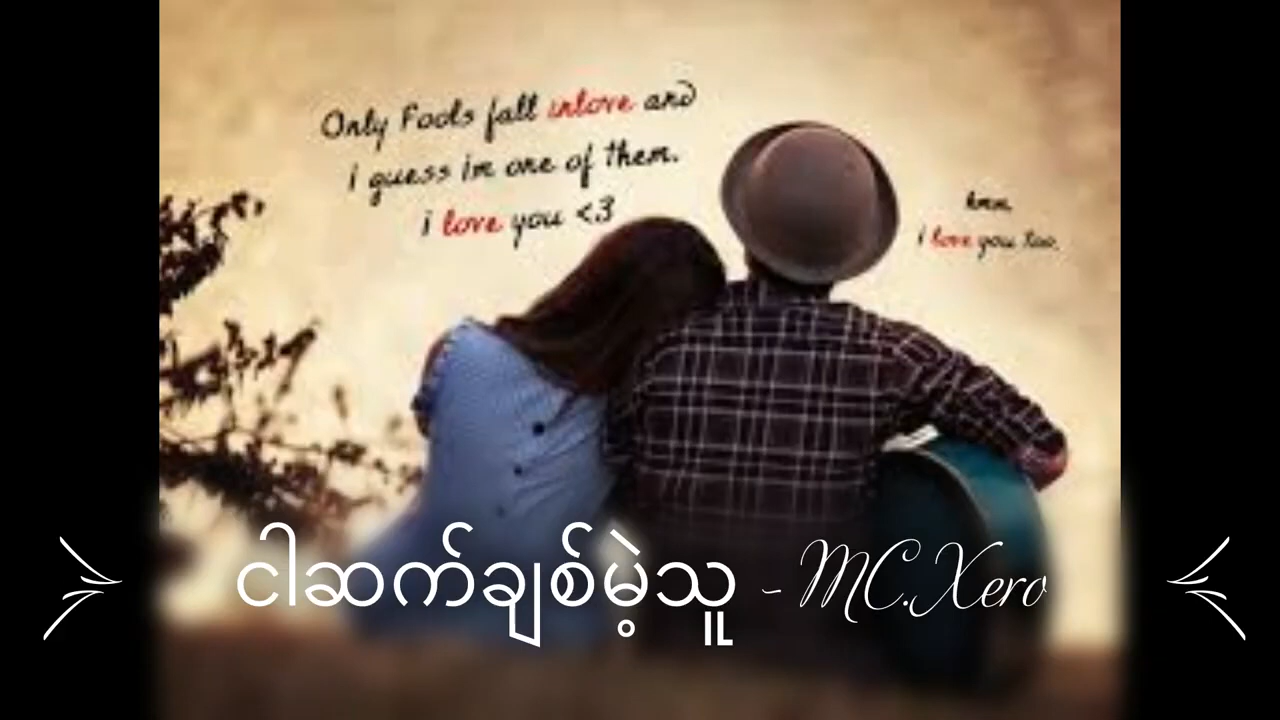 Only Fools fall inlove and
i guess im one of them.
i love you <3
i love you too.
ငါဆက်ချစ်မဲ့သူ - MC.Xero